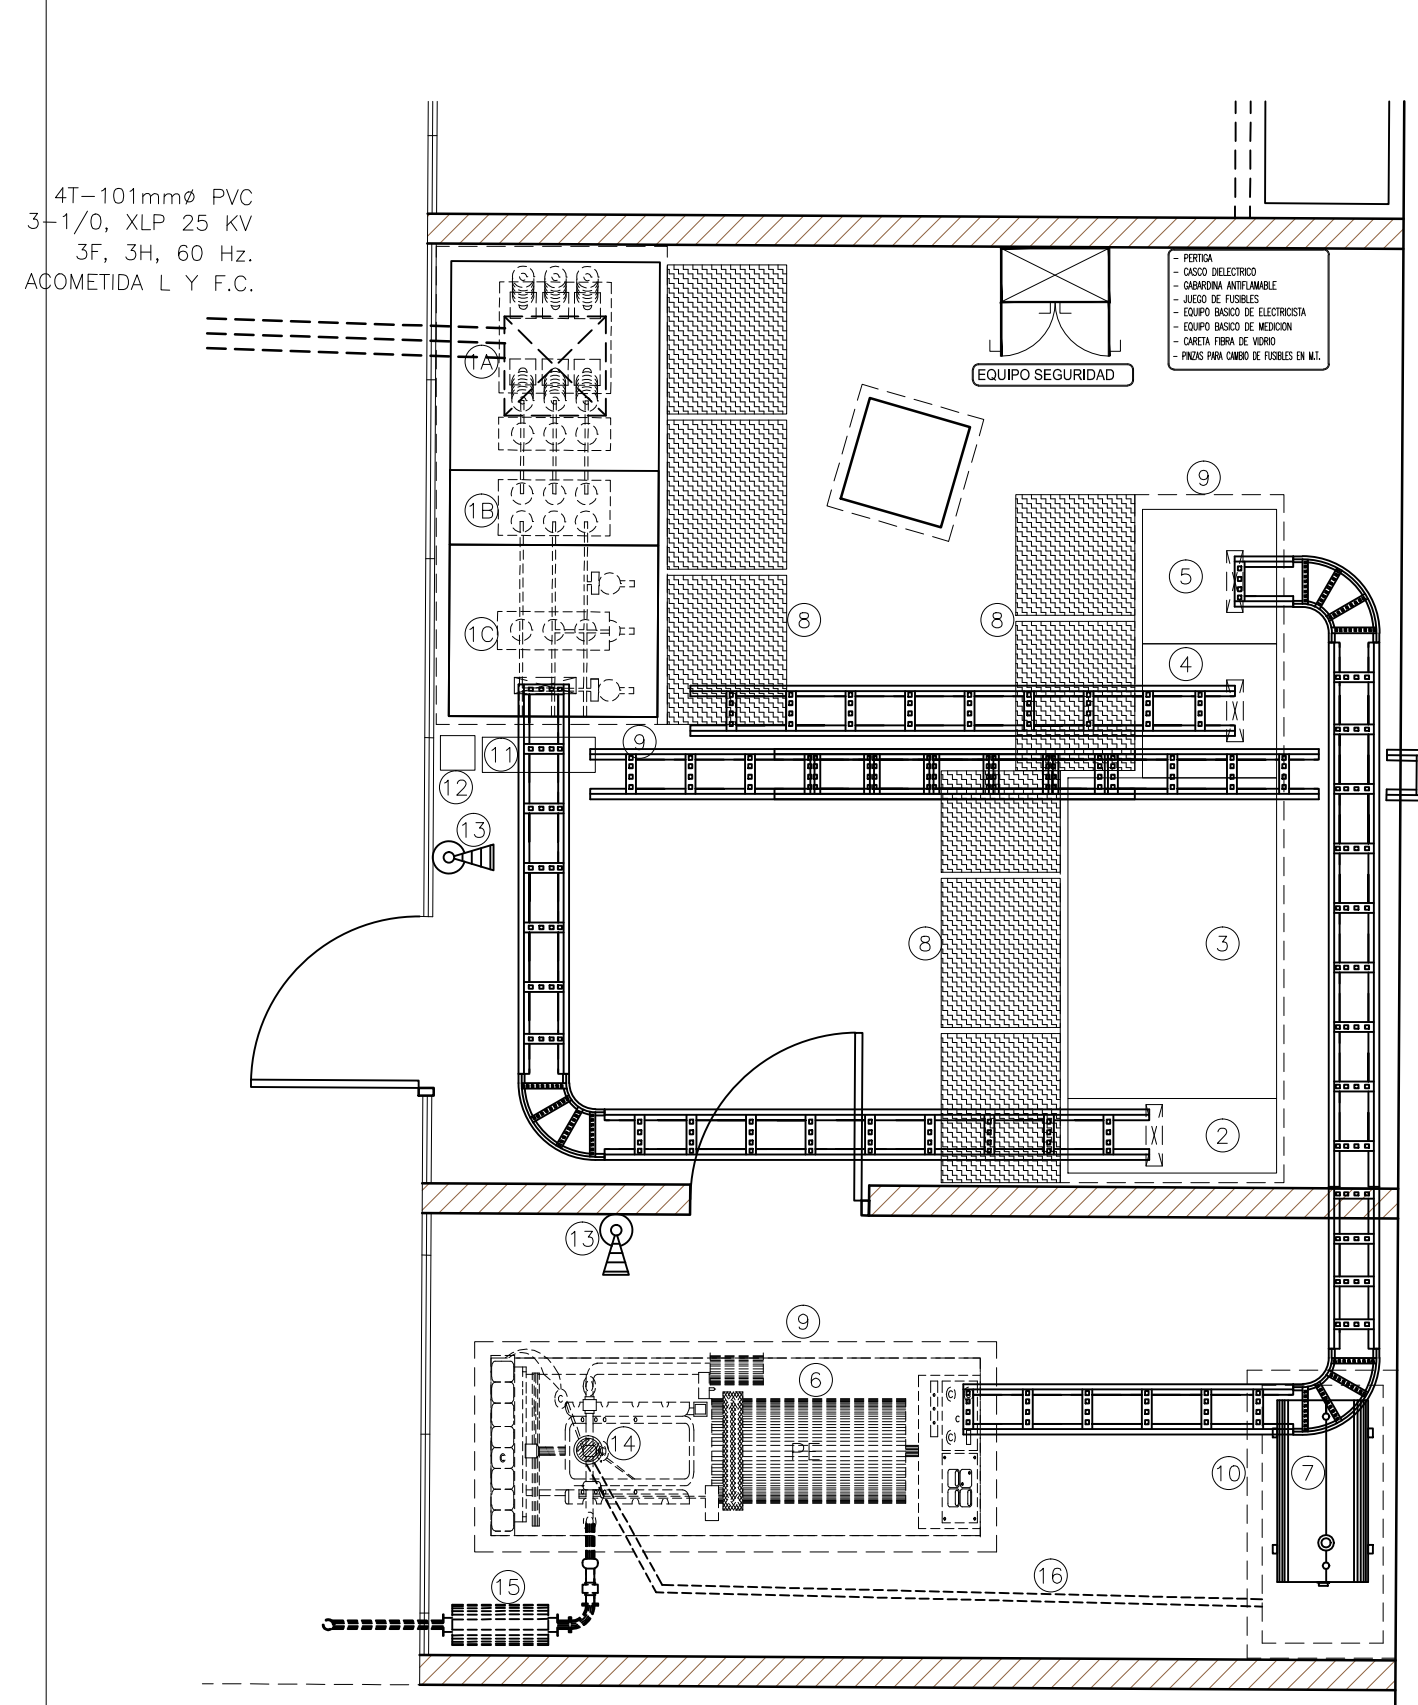 4T-101mmø PVC
3-1/0, XLP 25 KV
3F, 3H, 60 Hz.
ACOMETIDA L Y F.C.
- PERTIGA
- CASCO DIELECTRICO
- GABARDINA ANTIFLAMABLE
- JUEGO DE FUSIBLES
- EQUIPO BASICO DE ELECTRICISTA
- EQUIPO BASICO DE MEDICION
- CARETA FIBRA DE VIDRIO
- PINZAS PARA CAMBIO DE FUSIBLES EN M.T.
EQUIPO SEGURIDAD
1A
1B
9
5
1C
8
8
4
11
9
12
13
8
3
2
13
9
6
14
PE
10
7
15
16
C
C